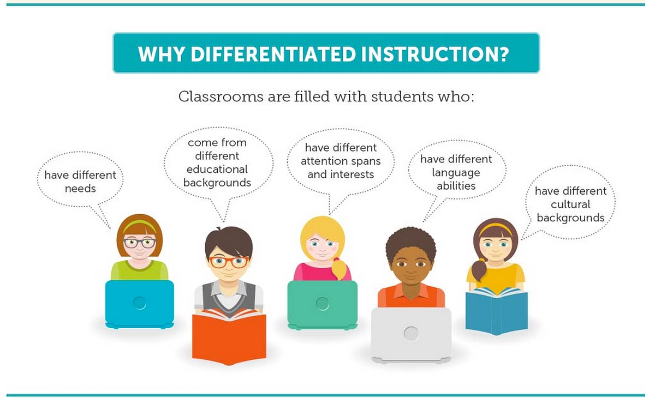 WHY DIFFERENTIATED INSTRUCTION?
Classrooms are filled with students who:
have different
needs
come from
different
educational
backgrounds
have different
attention spans
and interests
have different
language
abilities
have different
cultural
backgrounds